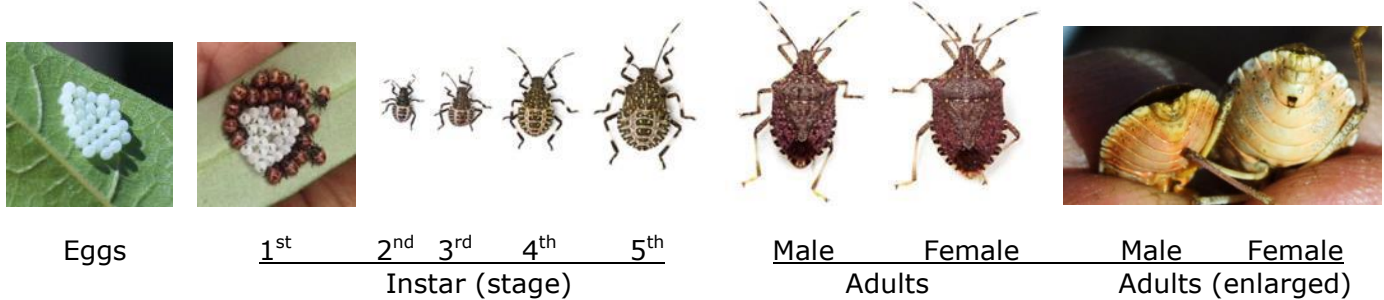 Eggs 1st 2nd 3rd 4th 5th Male Female Male Female
Instar (stage) Adults Adults (enlarged)